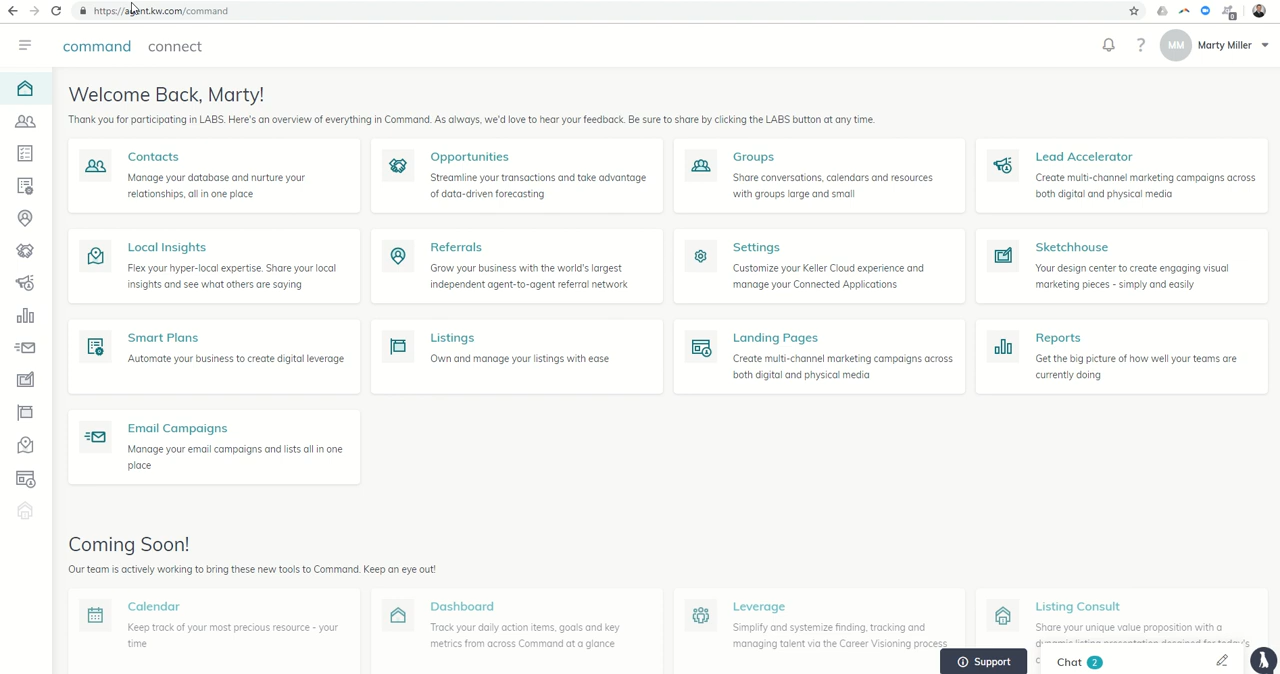 https://agent.kw.com/command
command connect
MM Marty Miller
Welcome Back, Marty!
Thank you for participating in LABS. Here's an overview of everything in Command. As always, we'd love to hear your feedback. Be sure to share by clicking the LABS button at any time.
Contacts
Manage your database and nurture your
relationships, all in one place
Opportunities
Streamline your transactions and take advantage
of data-driven forecasting
Groups
Share conversations, calendars and resources
with groups large and small
Lead Accelerator
Create multi-channel marketing campaigns across
both digital and physical media
Local Insights
Flex your hyper-local expertise. Share your local
insights and see what others are saying
Referrals
Grow your business with the world's largest
independent agent-to-agent referral network
Settings
Customize your Keller Cloud experience and
manage your Connected Applications
Sketchhouse
Your design center to create engaging visual
marketing pieces - simply and easily
Smart Plans
Automate your business to create digital leverage
Listings
Own and manage your listings with ease
Landing Pages
Create multi-channel marketing campaigns across
both digital and physical media
Reports
Get the big picture of how well your teams are
currently doing
Email Campaigns
Manage your email campaigns and lists all in one
place
Coming Soon!
Our team is actively working to bring these new tools to Command. Keep an eye out!
Calendar
Keep track of your most precious resource - your
time
Dashboard
Track your daily action items, goals and key
metrics from across Command at a glance
Leverage
Simplify and systemize finding, tracking and
managing talent via the Career Visioning process
Listing Consult
Share your unique value proposition with a
dynamic listing presentation designed for today's
Support
Chat 2